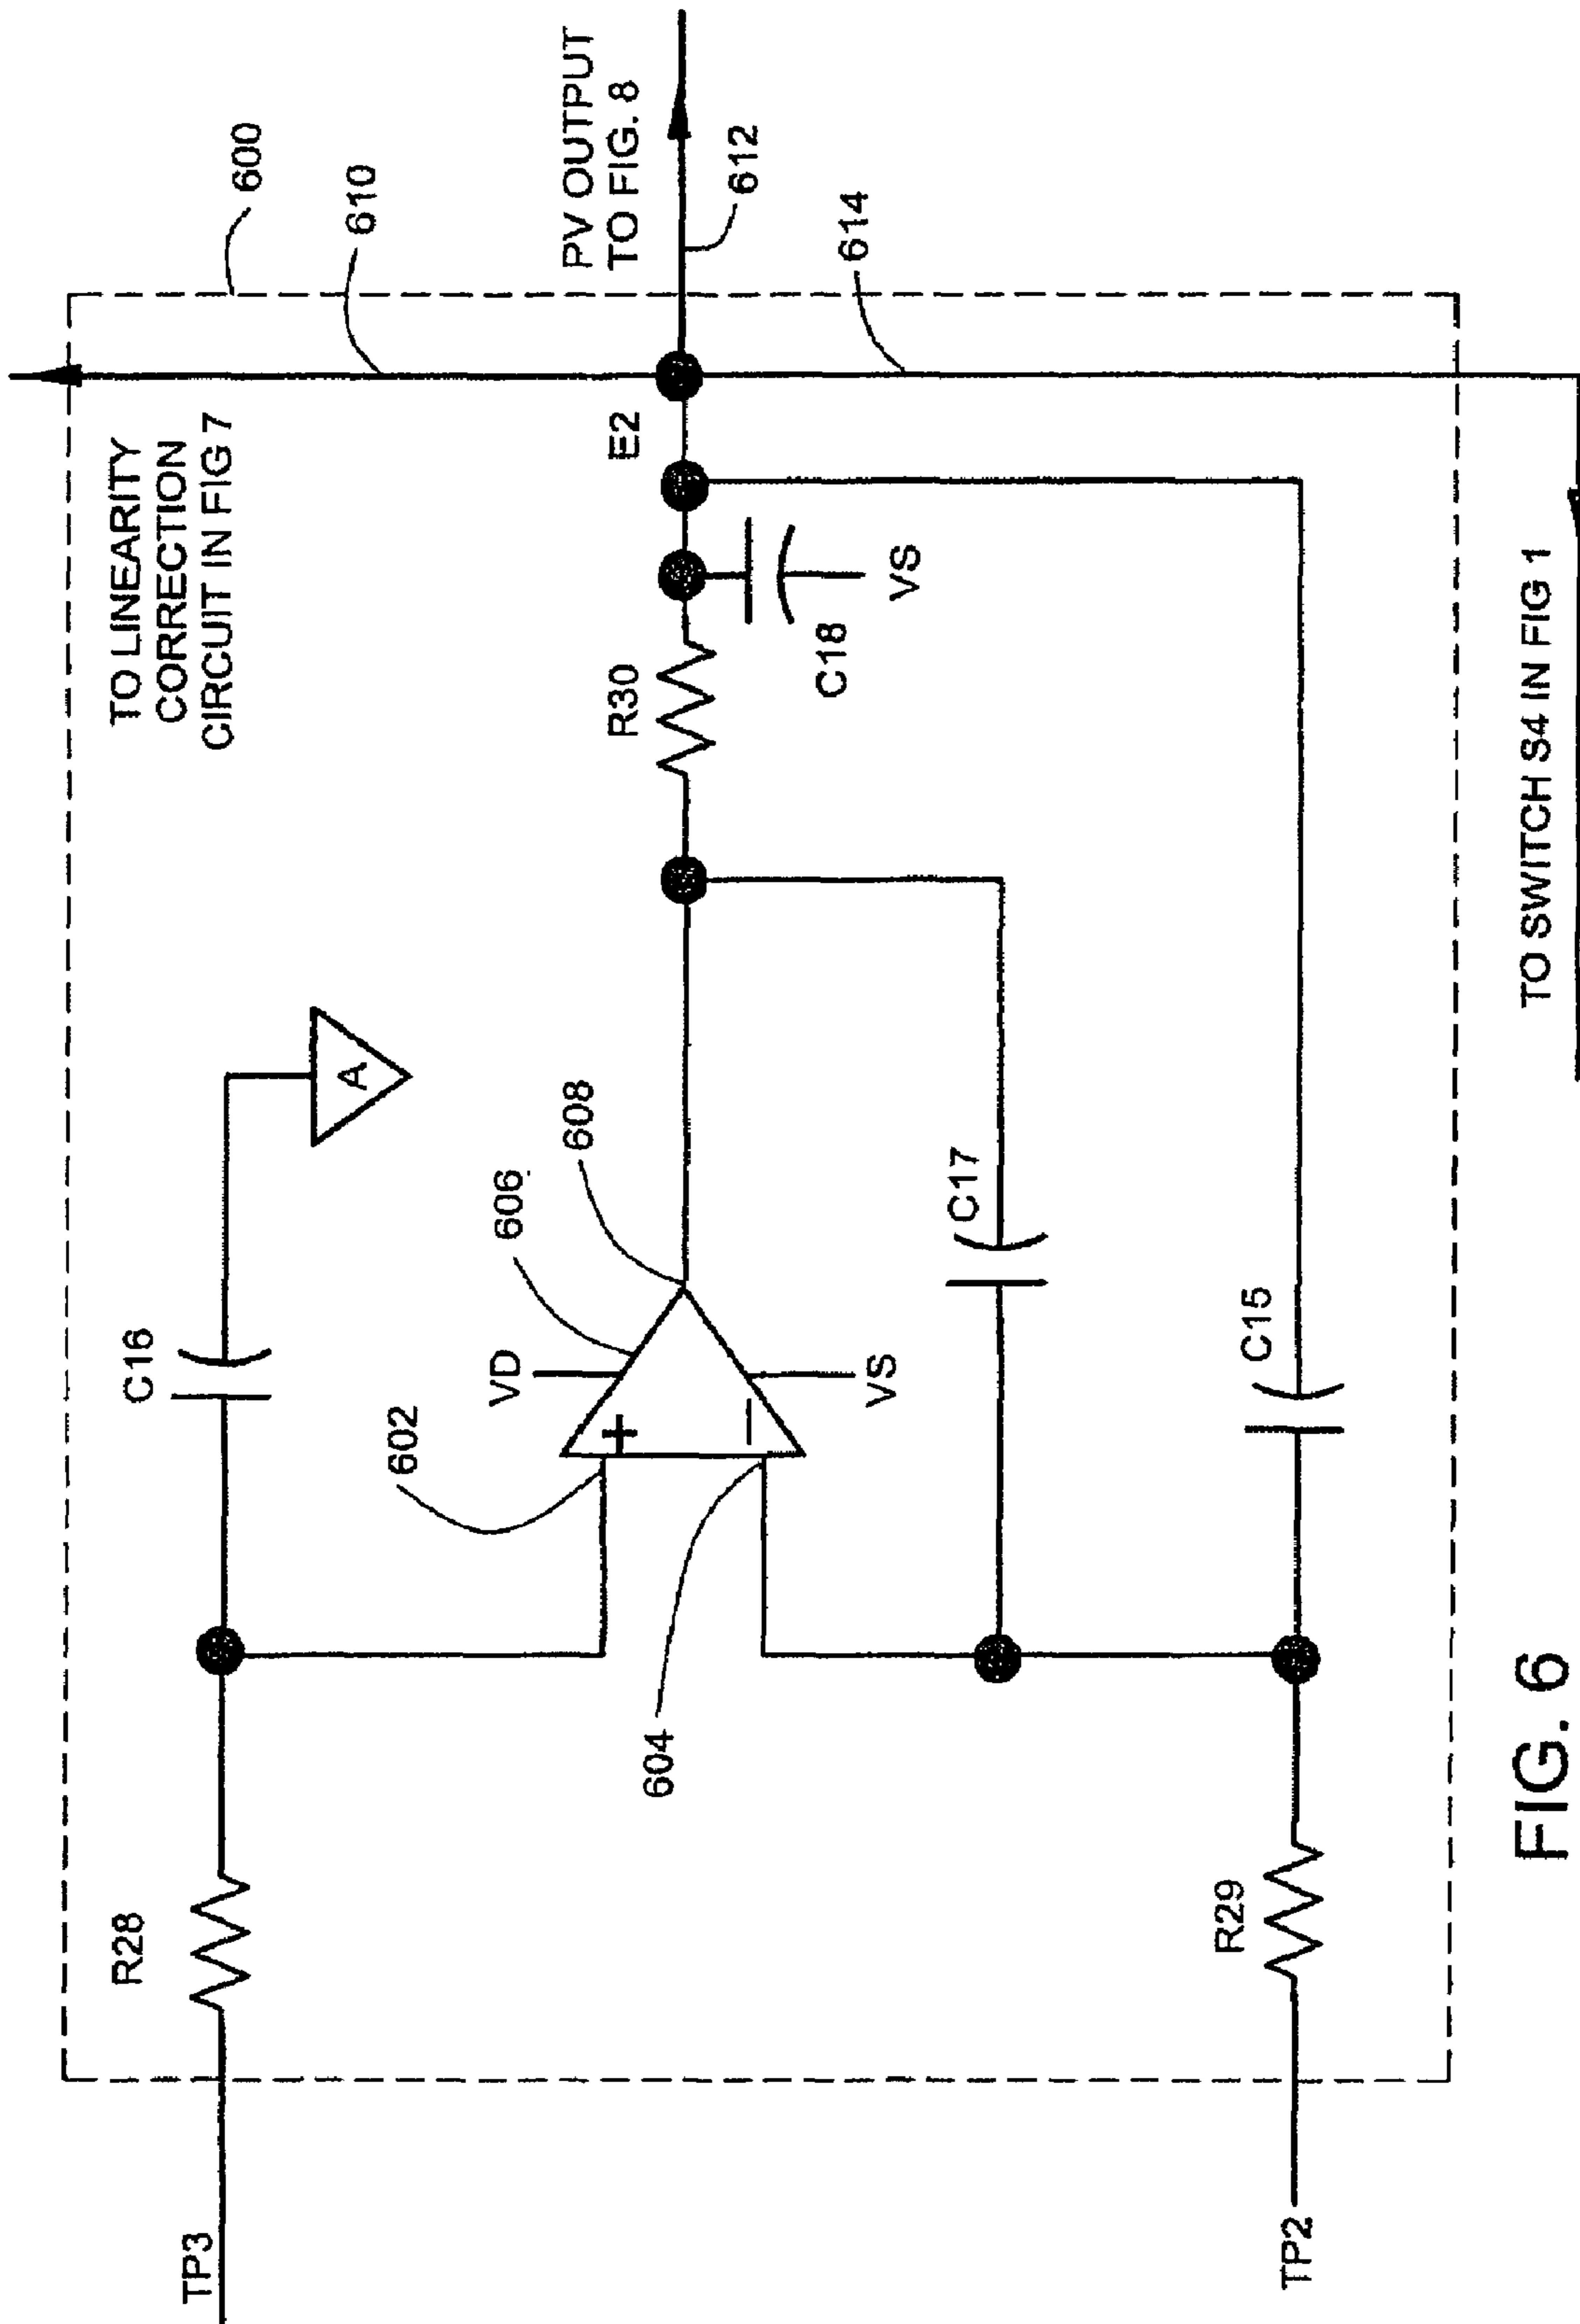 TO LINEARITY
CORRECTION
CIRCUIT IN FIG 7
610
600
C16
A
PV OUTPUT
TO FIG. 8
612
TP3
R28
602
VD
606
608
R30
E2
+
−
604
VS
C18
VS
614
C17
R29
C15
TP2
TO SWITCH S4 IN FIG 1
FIG. 6